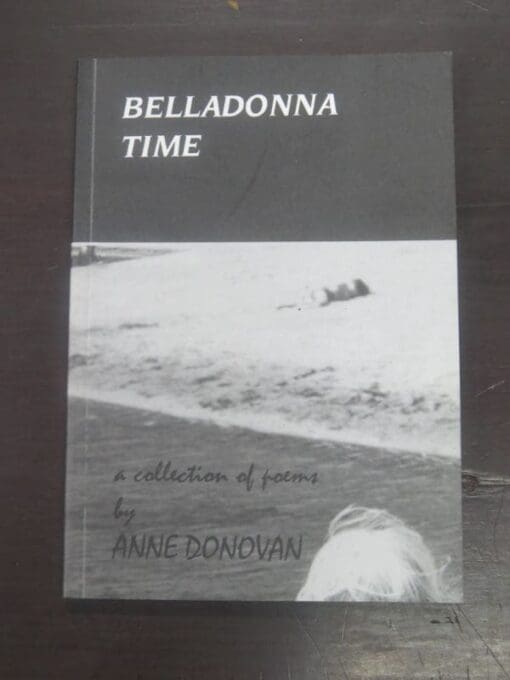 BELLADONNA
TIME
a collection of poems
by
ANNE DONOVAN